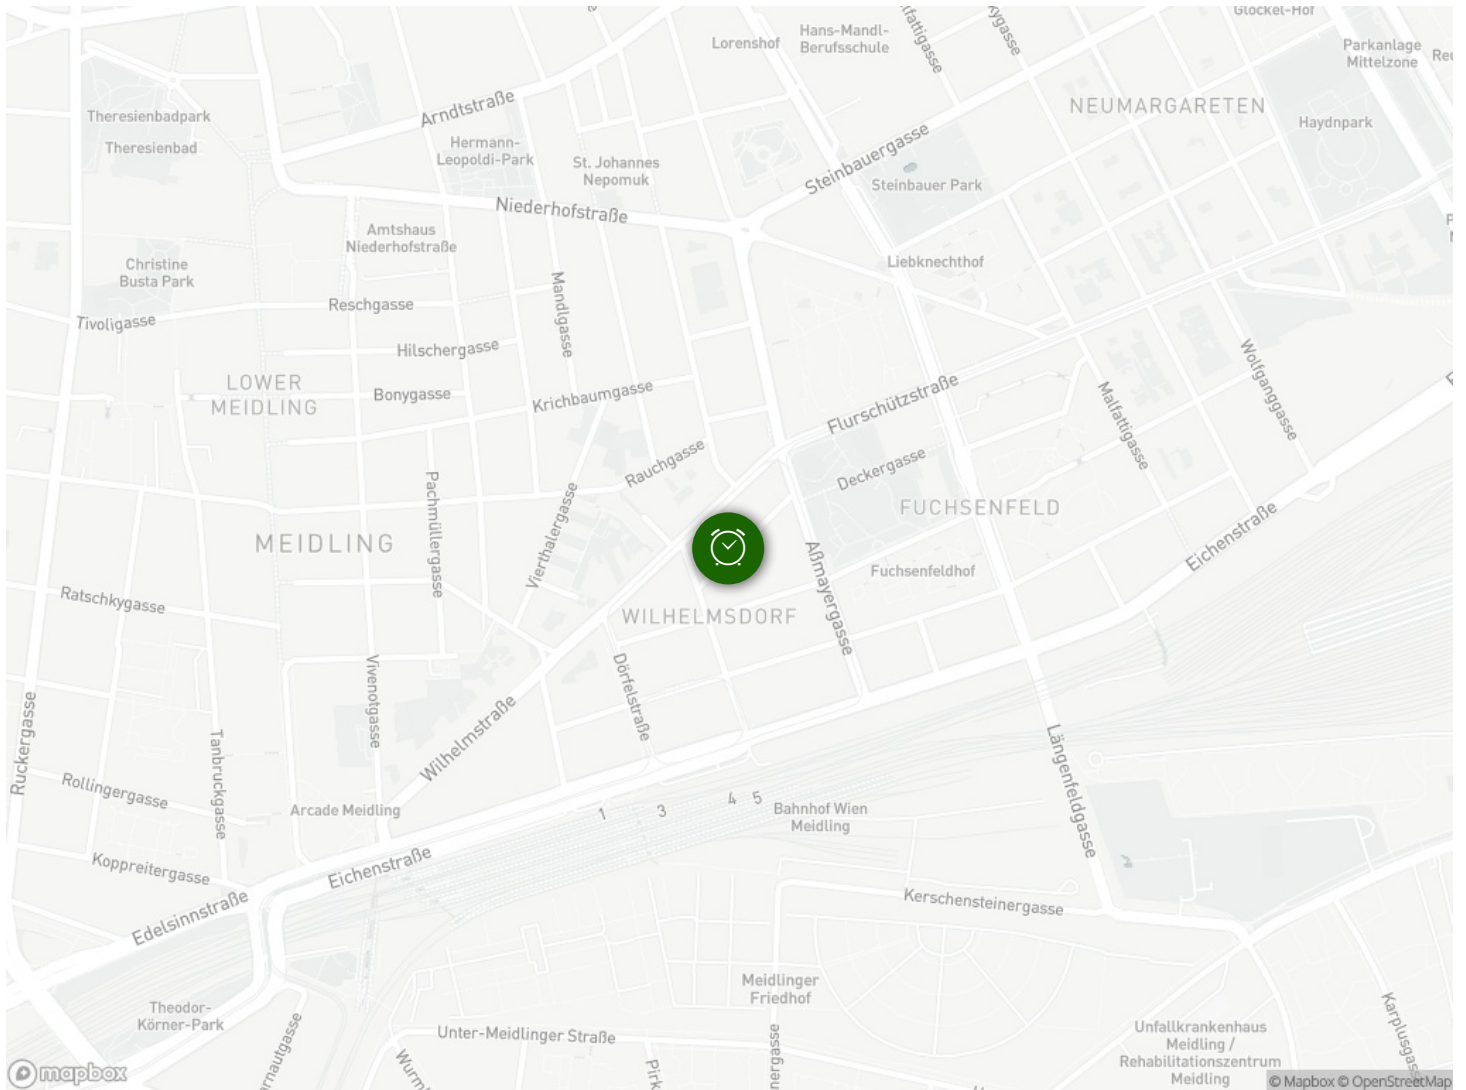 Glöckel-Hof
Lorenshof
Hans-Mandl-
Berufsschule
Malfattigasse
Parkanlage
Mittelzone
Arndtstraße
NEUMARGARETEN
Theresienbadpark
Theresienbad
Hermann-
Leopoldi-Park
St. Johannes
Nepomuk
Steinbauergasse
Haydnpark
Steinbauer Park
Niederhofstraße
Amtshaus
Niederhofstraße
Christine
Busta Park
Liebknechthof
Tivoligasse
Reschgasse
Mandlgasse
Hilschergasse
Wolfganggasse
LOWER
MEIDLING
Bonygasse
Krichbaumgasse
Flurschützstraße
Malfattigasse
Rauchgasse
Deckergasse
Pachmüllergasse
Vierthalergasse
FUCHSENFELD
Eichenstraße
MEIDLING
Aßmayergasse
Fuchsenfeldhof
Ratschkygasse
WILHELMSDORF
Vivenotgasse
Dörfelstraße
Ruckergasse
Wilhelmstraße
Tanbruckgasse
Längenfeldgasse
Rollingergasse
Arcade Meidling
1
3
4
5
Bahnhof Wien
Meidling
Koppreitergasse
Eichenstraße
Edelsinnstraße
Kerschensteinergasse
Meidlinger
Friedhof
Theodor-
Körner-Park
Unter-Meidlinger Straße
Karplusgasse
Unfallkrankenhaus
Meidling /
Rehabilitationszentrum
Meidling
mapbox
© Mapbox © OpenStreetMap